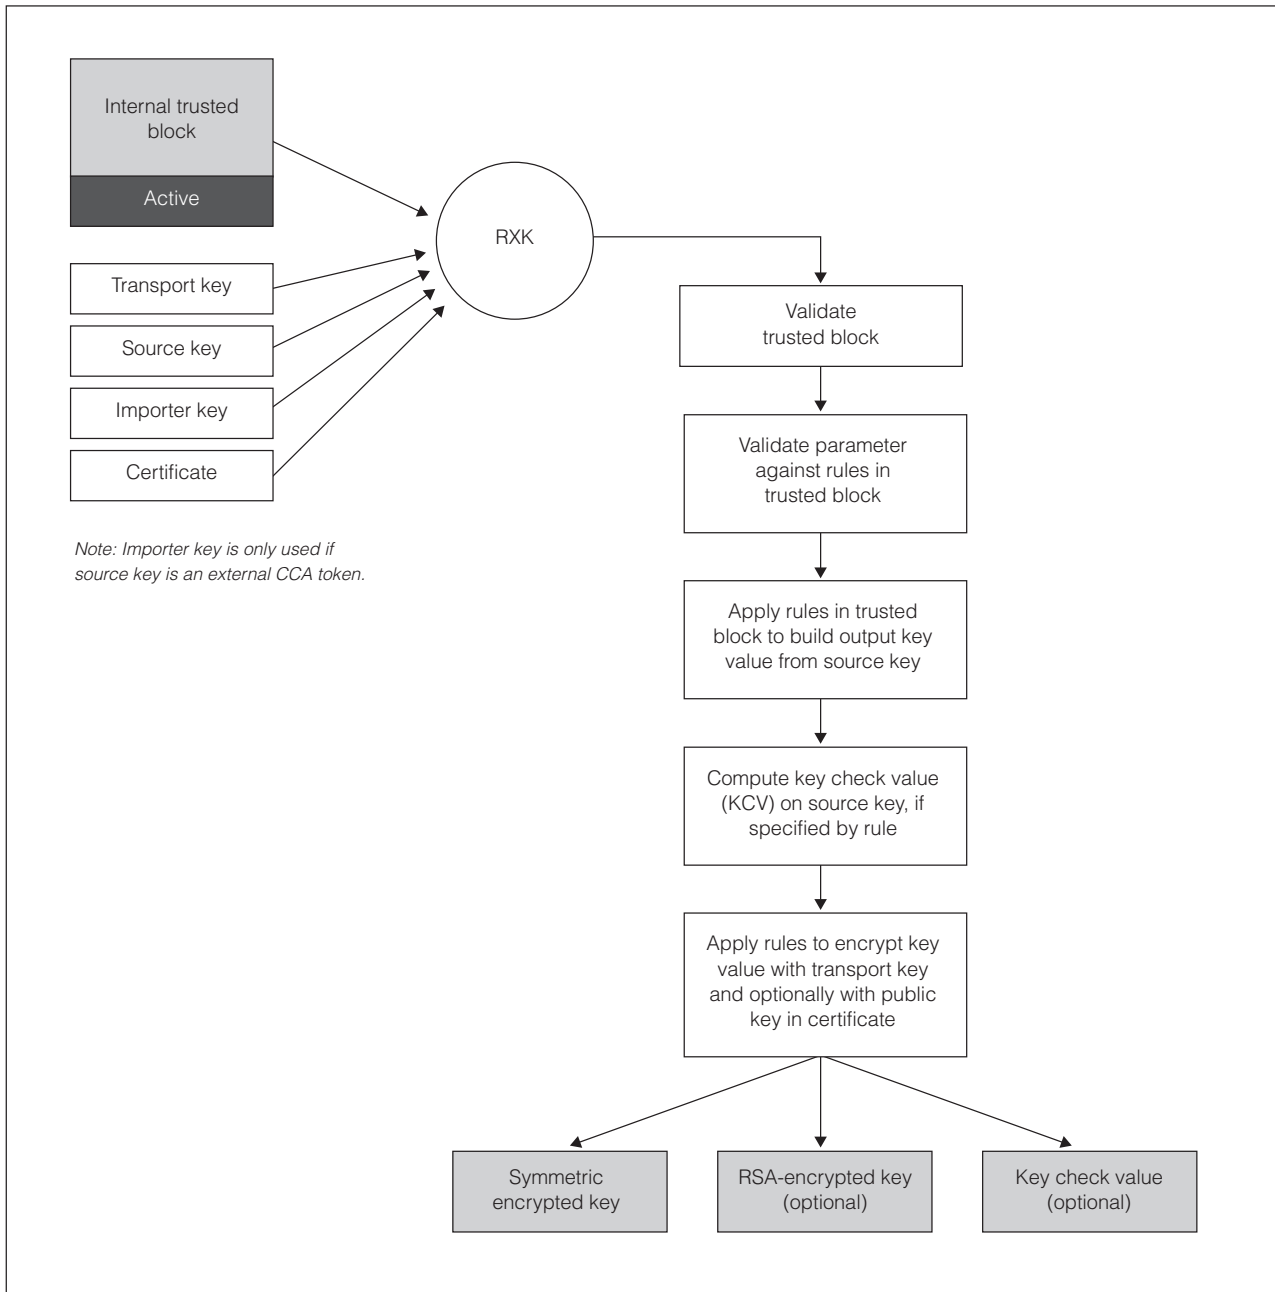 Internal trusted
block
Active
RXK
Transport key
Source key
Importer key
Certificate
Note: Importer key is only used if
source key is an external CCA token.
Validate
trusted block
Validate parameter
against rules in
trusted block
Apply rules in trusted
block to build output key
value from source key
Compute key check value
(KCV) on source key, if
specified by rule
Apply rules to encrypt key
value with transport key
and optionally with public
key in certificate
Symmetric
encrypted key
RSA-encrypted key
(optional)
Key check value
(optional)